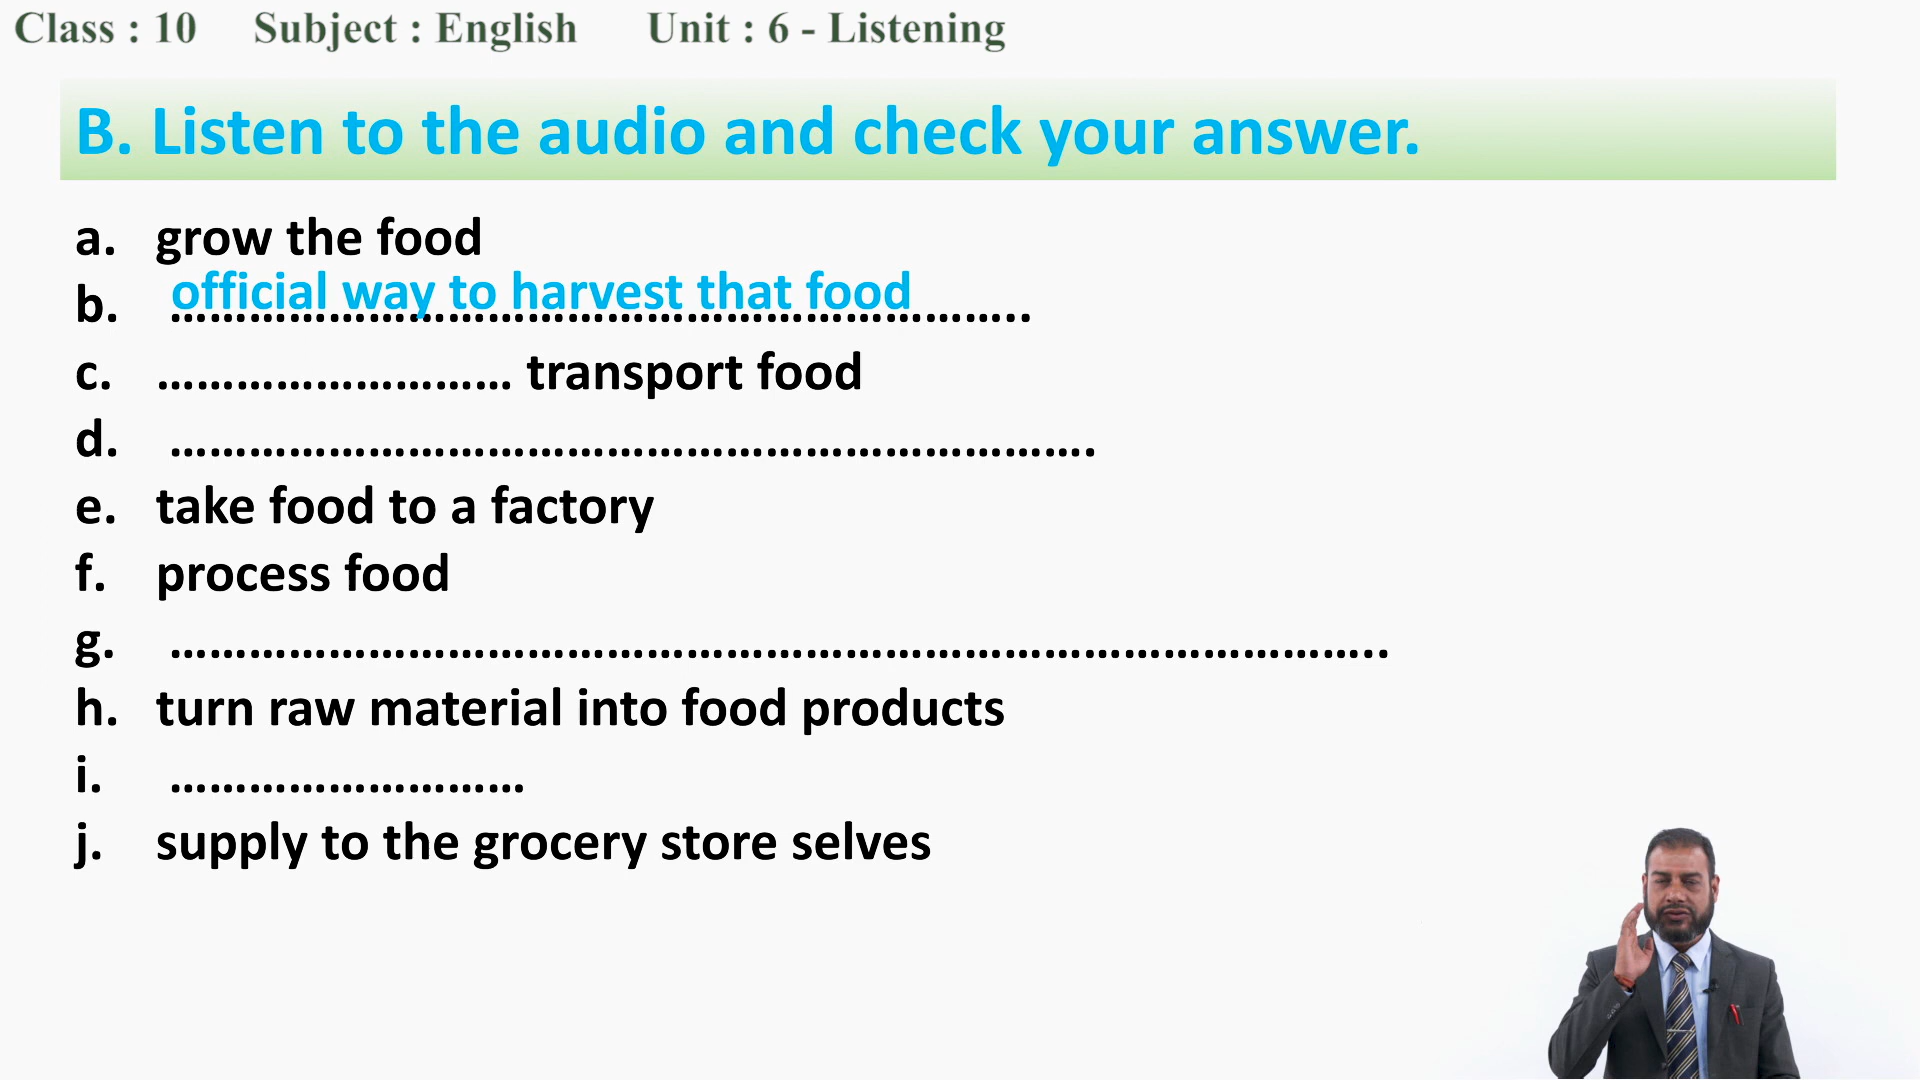 Class : 10 Subject : English Unit : 6 - Listening
B. Listen to the audio and check your answer.
a. grow the food
b. official way to harvest that food ………………………………………………………..
c. ……………………… transport food
d. …………………………………………………………….
e. take food to a factory
f. process food
g. ………………………………………………………………………………..
h. turn raw material into food products
i. ………………………
j. supply to the grocery store selves